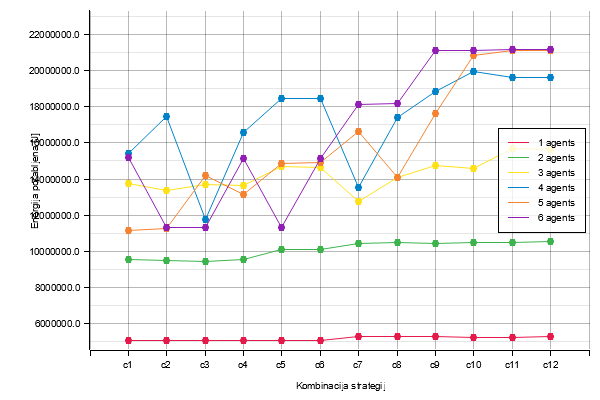 22000000.0
20000000.0
18000000.0
16000000.0
14000000.0
12000000.0
10000000.0
8000000.0
6000000.0
Energija porabljena [J]
1 agents
2 agents
3 agents
4 agents
5 agents
6 agents
c1 c2 c3 c4 c5 c6 c7 c8 c9 c10 c11 c12
Kombinacija strategij